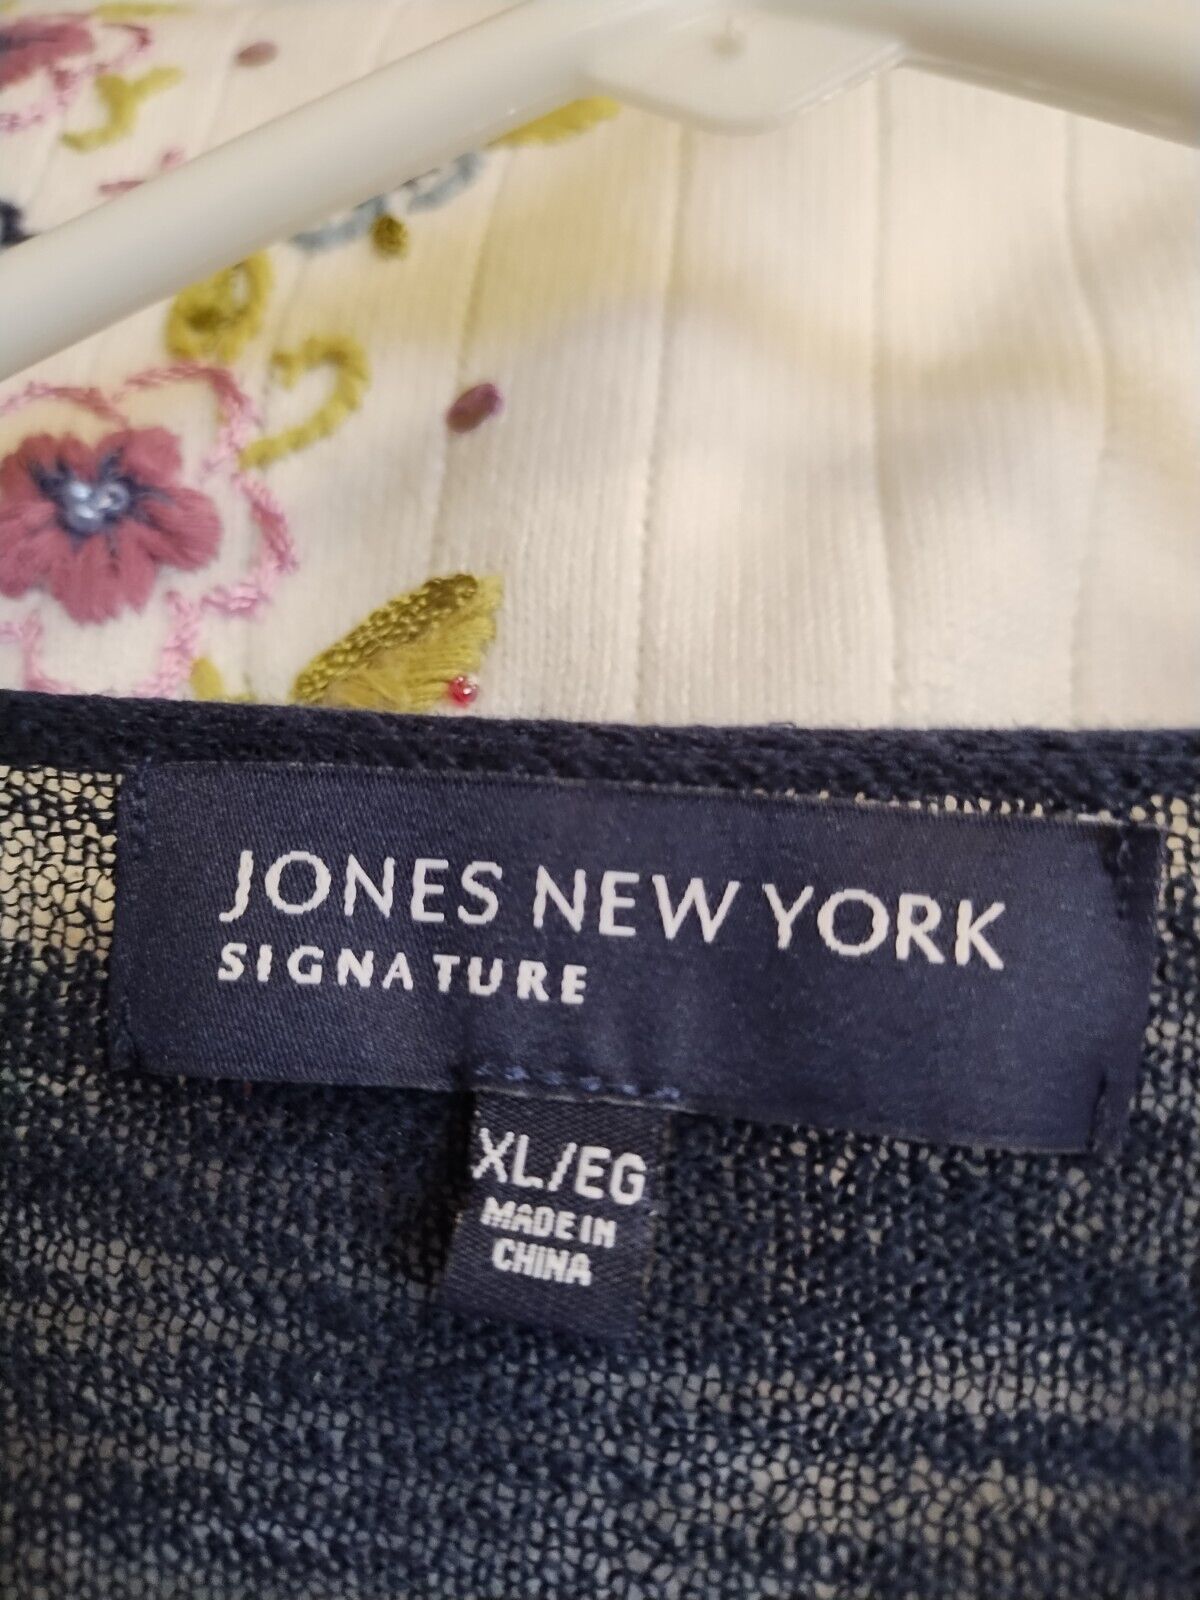 JONES NEW YORK
SIGNATURE
XL/EG
MADE IN
CHINA